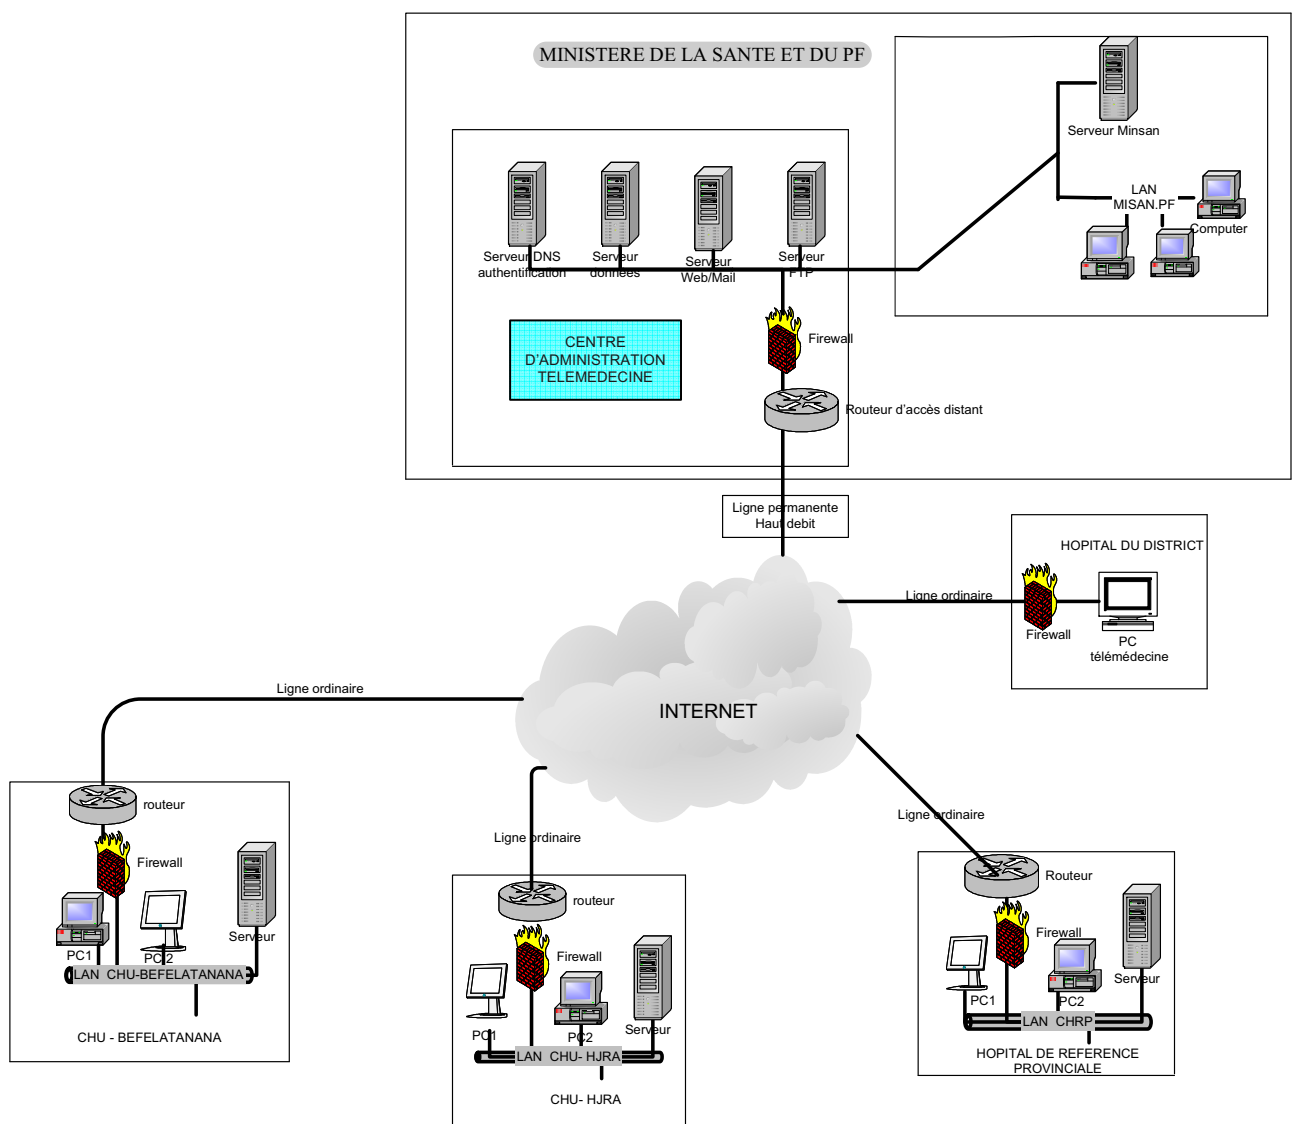 MINISTERE DE LA SANTE ET DU PF
Serveur Minsan
LAN
MISAN.PF
Computer
Serveur DNS
authentification
Serveur
données
Serveur
Web/Mail
Serveur
FTP
CENTRE
D'ADMINISTRATION
TELEMEDECINE
Firewall
Routeur d'accès distant
Ligne permanente
Haut debit
HOPITAL DU DISTRICT
Ligne ordinaire
Firewall
PC
télémédecine
INTERNET
Ligne ordinaire
routeur
Firewall
PC1
PC2
Serveur
LAN CHU-BEFELATANANA
CHU - BEFELATANANA
Ligne ordinaire
routeur
Firewall
PC1
PC2
Serveur
LAN CHU- HJRA
CHU- HJRA
Ligne ordinaire
Routeur
Firewall
PC1
PC2
Serveur
LAN CHRP
HOPITAL DE REFERENCE
PROVINCIALE